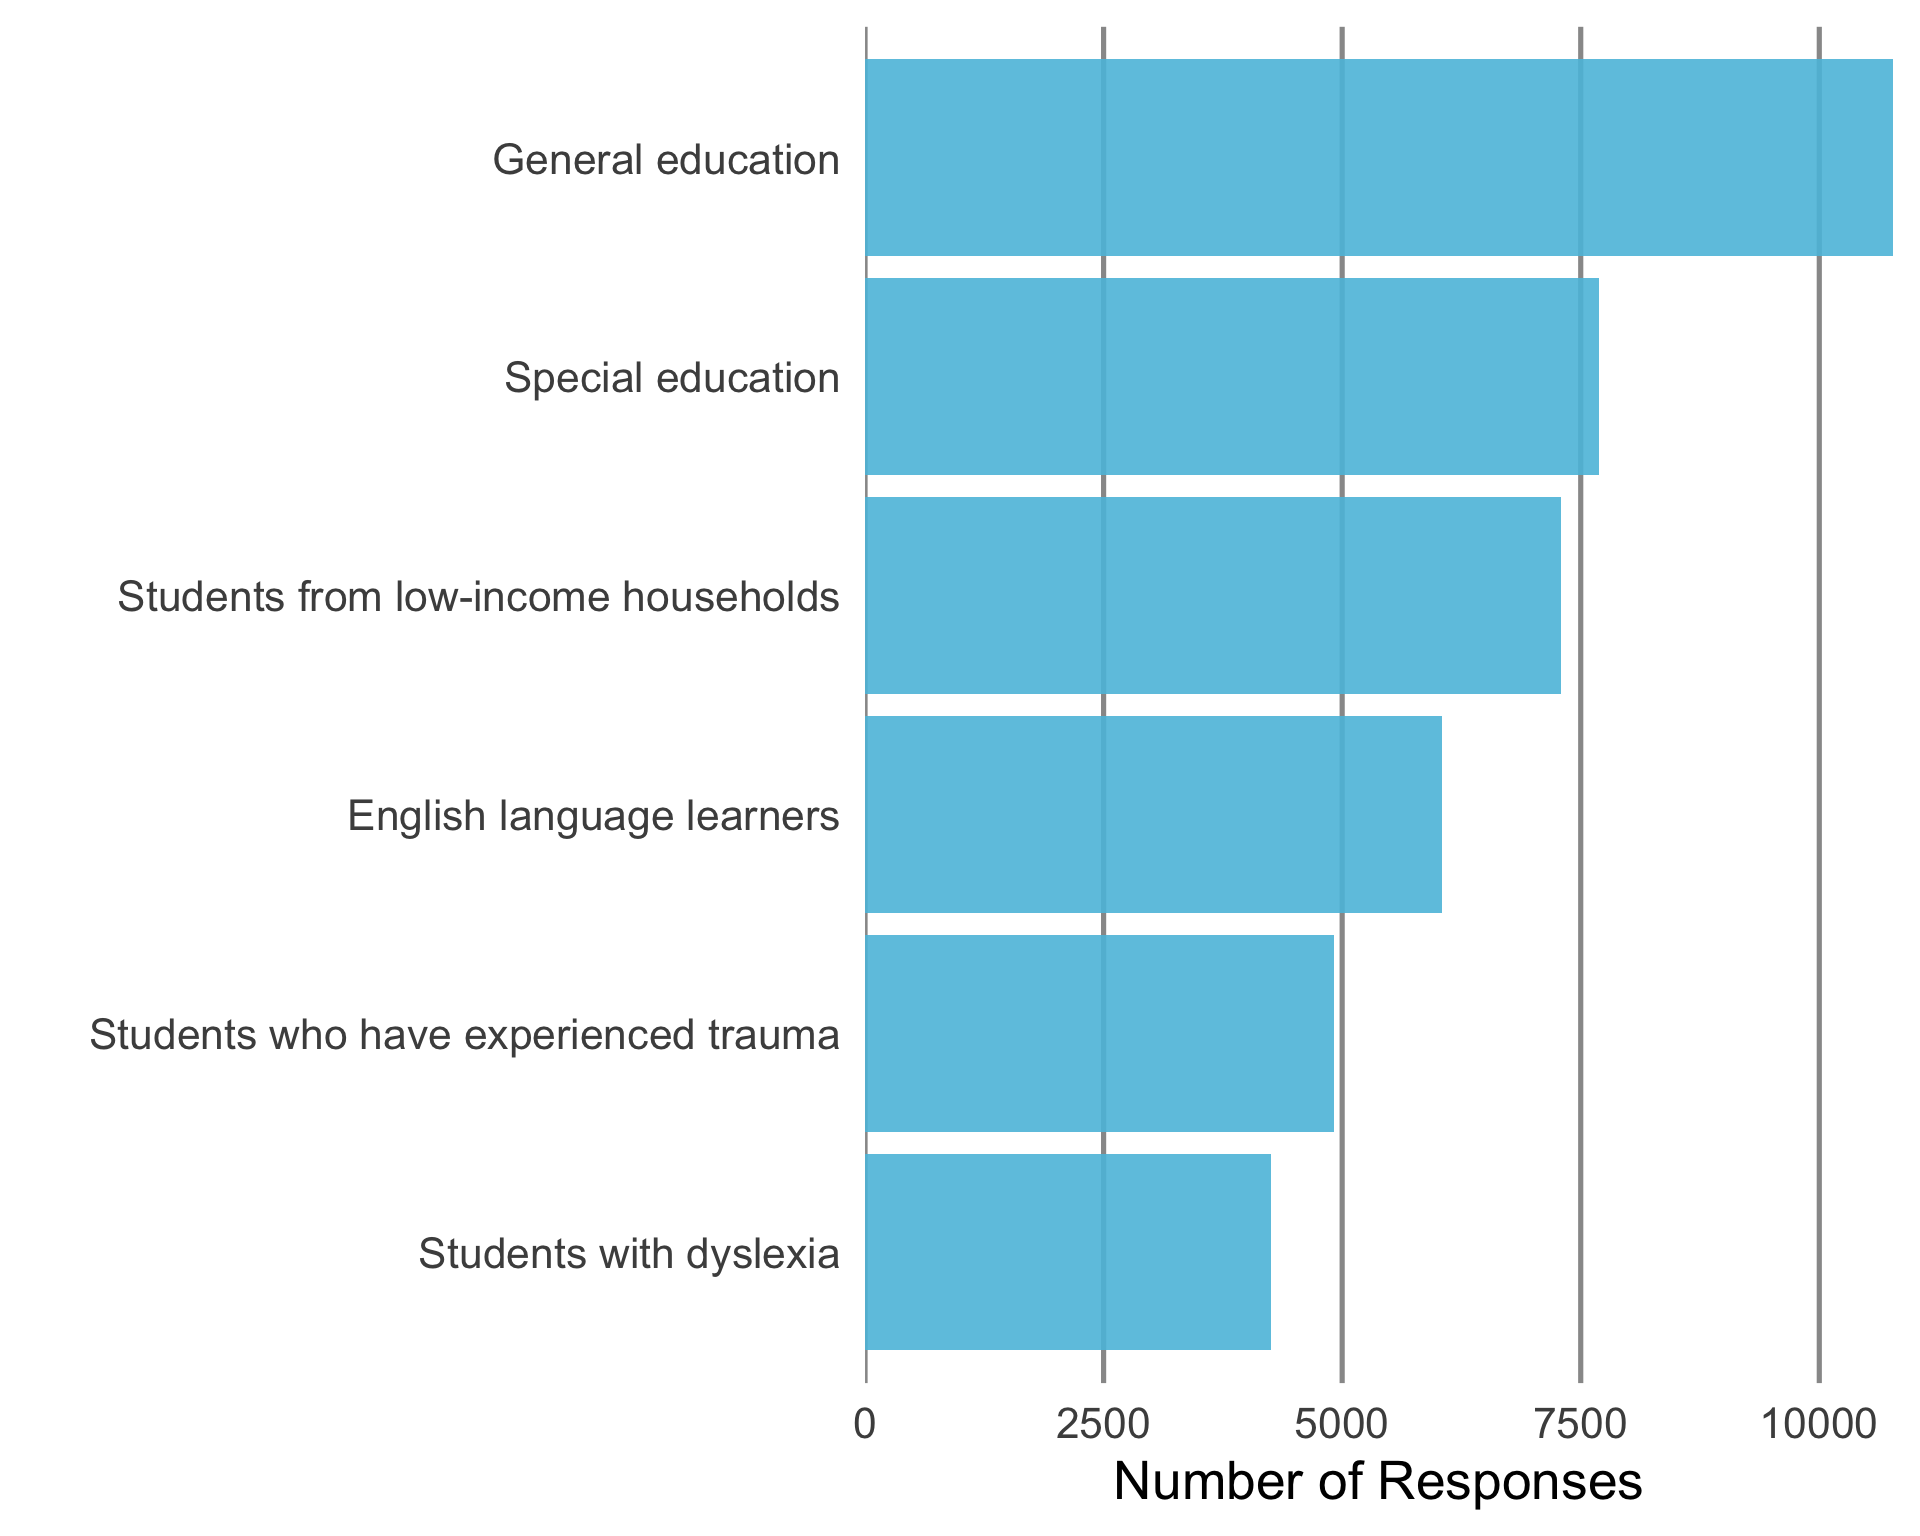 General education
Special education
Students from low-income households
English language learners
Students who have experienced trauma
Students with dyslexia
0 2500 5000 7500 10000
Number of Responses